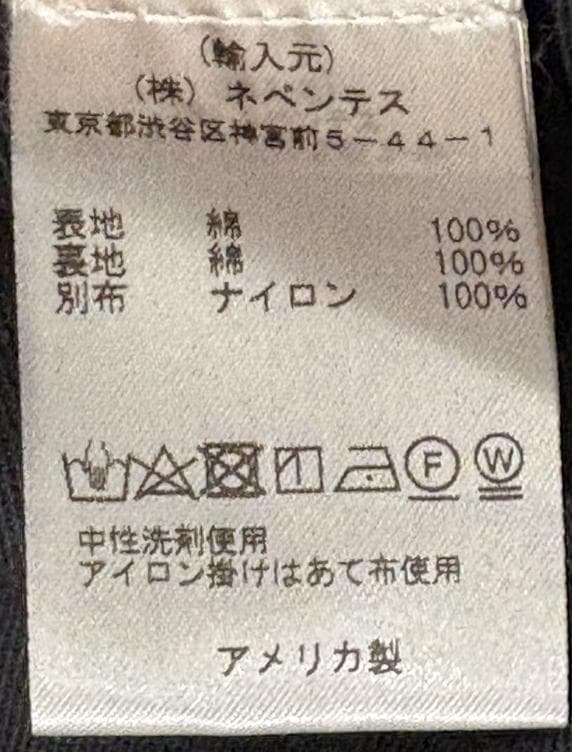 (輸入元)
(株) ネペンテス
東京都渋谷区神宮前5-44-1
表地 綿 100%
裏地 綿 100%
別布 ナイロン 100%
F W
中性洗剤使用
アイロン掛けはあて布使用
アメリカ製